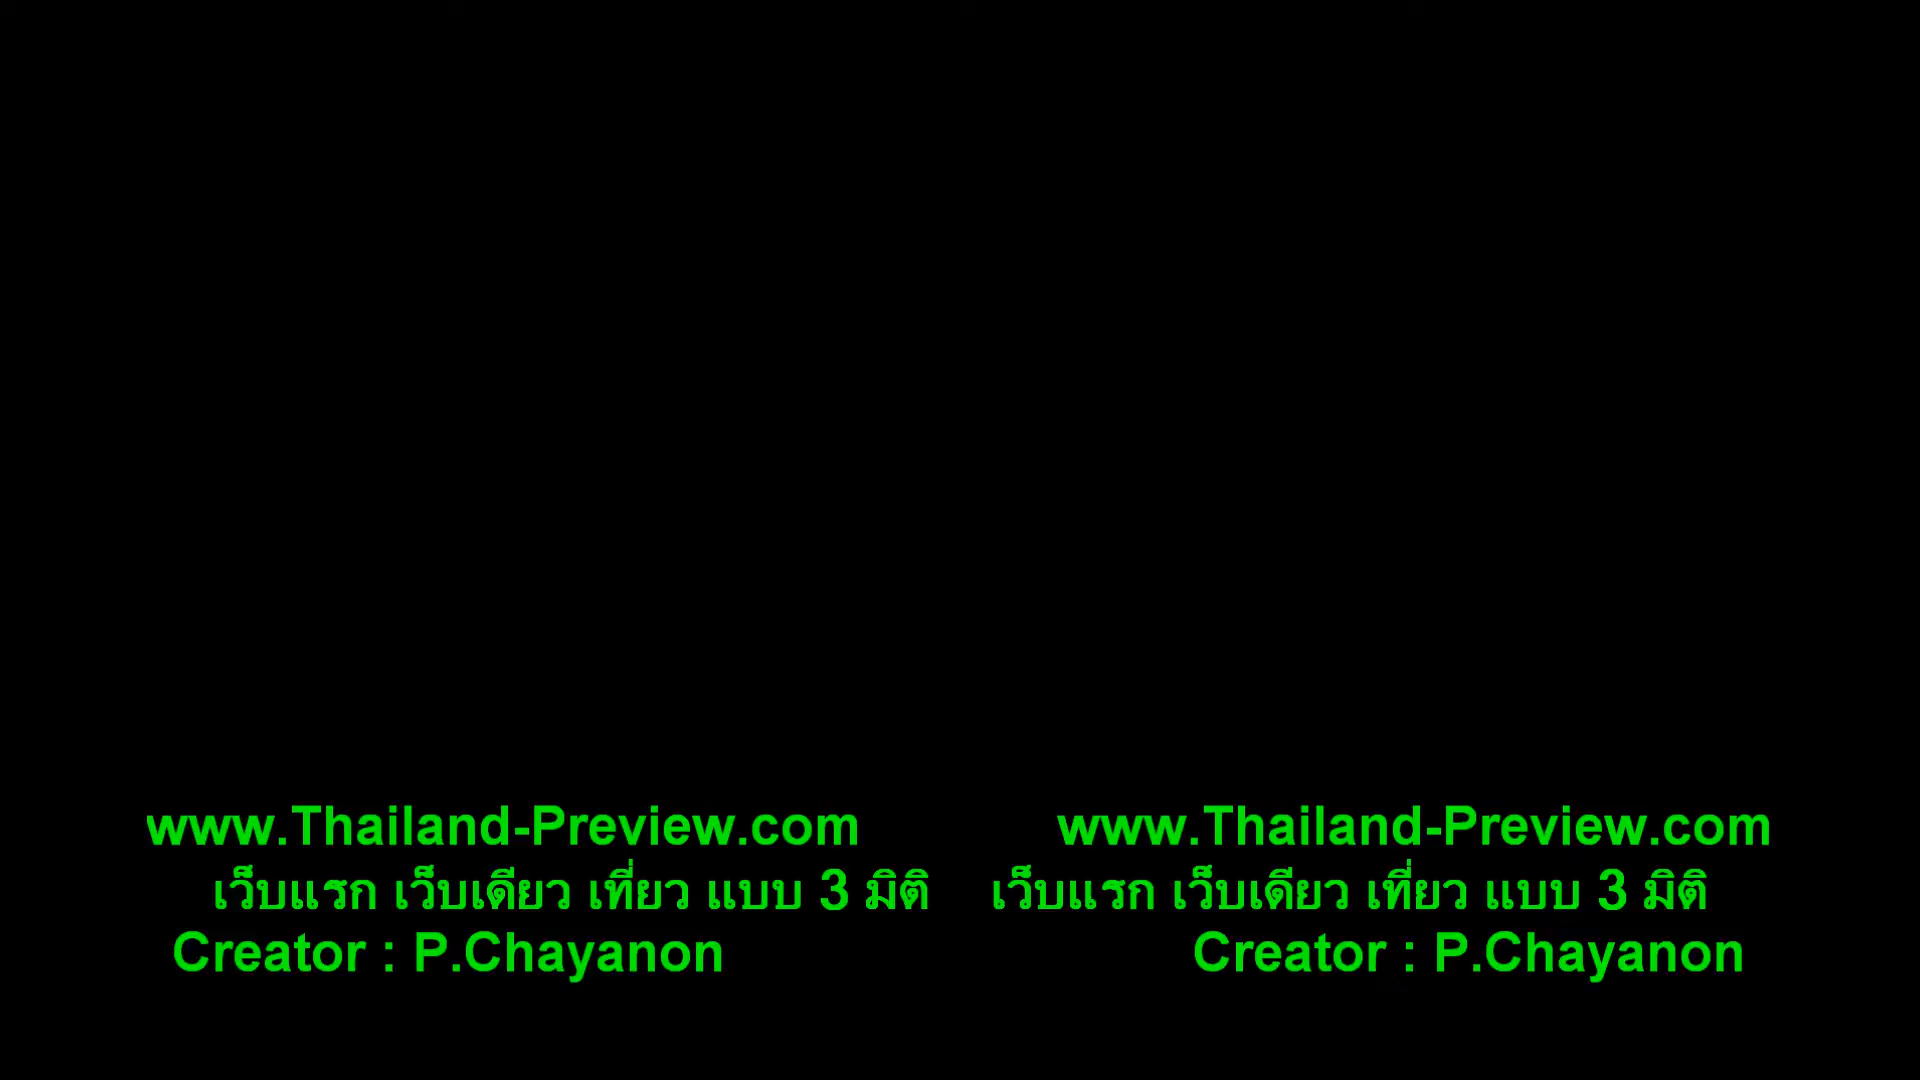 www.Thailand-Preview.com www.Thailand-Preview.com
เว็บแรก เว็บเดียว เที่ยว แบบ 3 มิติ เว็บแรก เว็บเดียว เที่ยว แบบ 3 มิติ
Creator : P.Chayanon Creator : P.Chayanon